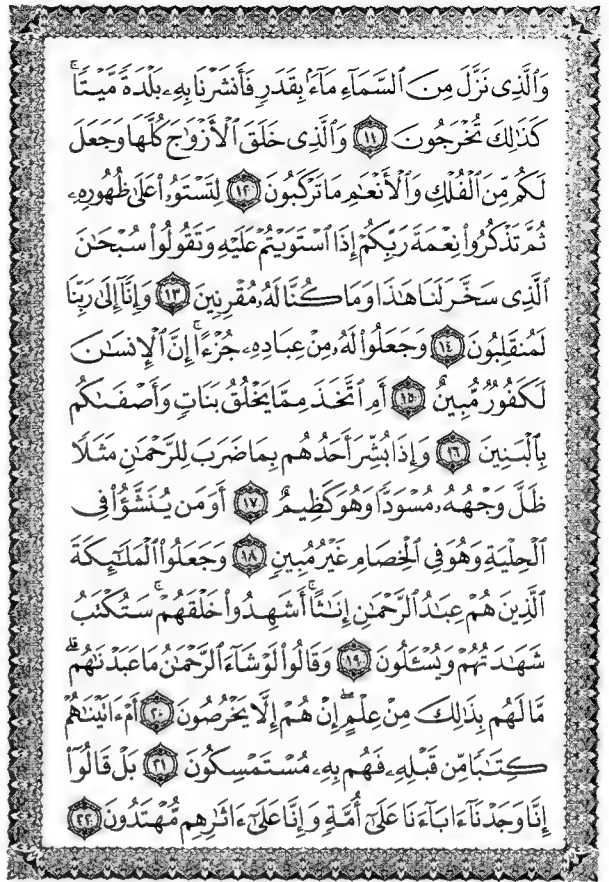 وَٱلَّذِى نَزَّلَ مِنَ ٱلسَّمَآءِ مَآءَۢ بِقَدَرٖ فَأَنشَرۡنَا بِهِۦ بَلۡدَةٗ مَّيۡتٗاۚ
كَذَٰلِكَ تُخۡرَجُونَ ١١ وَٱلَّذِى خَلَقَ ٱلۡأَزۡوَٰجَ كُلَّهَا وَجَعَلَ
لَكُم مِّنَ ٱلۡفُلۡكِ وَٱلۡأَنۡعَٰمِ مَا تَرۡكَبُونَ ١٢ لِتَسۡتَوُۥاْ عَلَىٰ ظُهُورِهِۦ
ثُمَّ تَذۡكُرُواْ نِعۡمَةَ رَبِّكُمۡ إِذَا ٱسۡتَوَيۡتُمۡ عَلَيۡهِ وَتَقُولُواْ سُبۡحَٰنَ
ٱلَّذِى سَخَّرَ لَنَا هَٰذَا وَمَا كُنَّا لَهُۥ مُقۡرِنِينَ ١٣ وَإِنَّآ إِلَىٰ رَبِّنَا
لَمُنقَلِبُونَ ١٤ وَجَعَلُواْ لَهُۥ مِنۡ عِبَادِهِۦ جُزۡءًاۚ إِنَّ ٱلۡإِنسَٰنَ
لَكَفُورٞ مُّبِينٌ ١٥ أَمِ ٱتَّخَذَ مِمَّا يَخۡلُقُ بَنَاتٖ وَأَصۡفَىٰكُم
بِٱلۡبَنِينَ ١٦ وَإِذَا بُشِّرَ أَحَدُهُم بِمَا ضَرَبَ لِلرَّحۡمَٰنِ مَثَلٗا
ظَلَّ وَجۡهُهُۥ مُسۡوَدّٗا وَهُوَ كَظِيمٌ ١٧ أَوَمَن يُنَشَّؤُاْ فِى
ٱلۡحِلۡيَةِ وَهُوَ فِى ٱلۡخِصَامِ غَيۡرُ مُبِينٖ ١٨ وَجَعَلُواْ ٱلۡمَلَٰٓئِكَةَ
ٱلَّذِينَ هُمۡ عِبَٰدُ ٱلرَّحۡمَٰنِ إِنَٰثًاۚ أَشَهِدُواْ خَلۡقَهُمۡۚ سَتُكۡتَبُ
شَهَٰدَتُهُمۡ وَيُسۡـَٔلُونَ ١٩ وَقَالُواْ لَوۡ شَآءَ ٱلرَّحۡمَٰنُ مَا عَبَدۡنَٰهُمۗ
مَّا لَهُم بِذَٰلِكَ مِنۡ عِلۡمٍۖ إِنۡ هُمۡ إِلَّا يَخۡرُصُونَ ٢٠ أَمۡ ءَاتَيۡنَٰهُمۡ
كِتَٰبٗا مِّن قَبۡلِهِۦ فَهُم بِهِۦ مُسۡتَمۡسِكُونَ ٢١ بَلۡ قَالُوٓاْ
إِنَّا وَجَدۡنَآ ءَابَآءَنَا عَلَىٰٓ أُمَّةٖ وَإِنَّا عَلَىٰٓ ءَاثَٰرِهِم مُّهۡتَدُونَ ٢٢